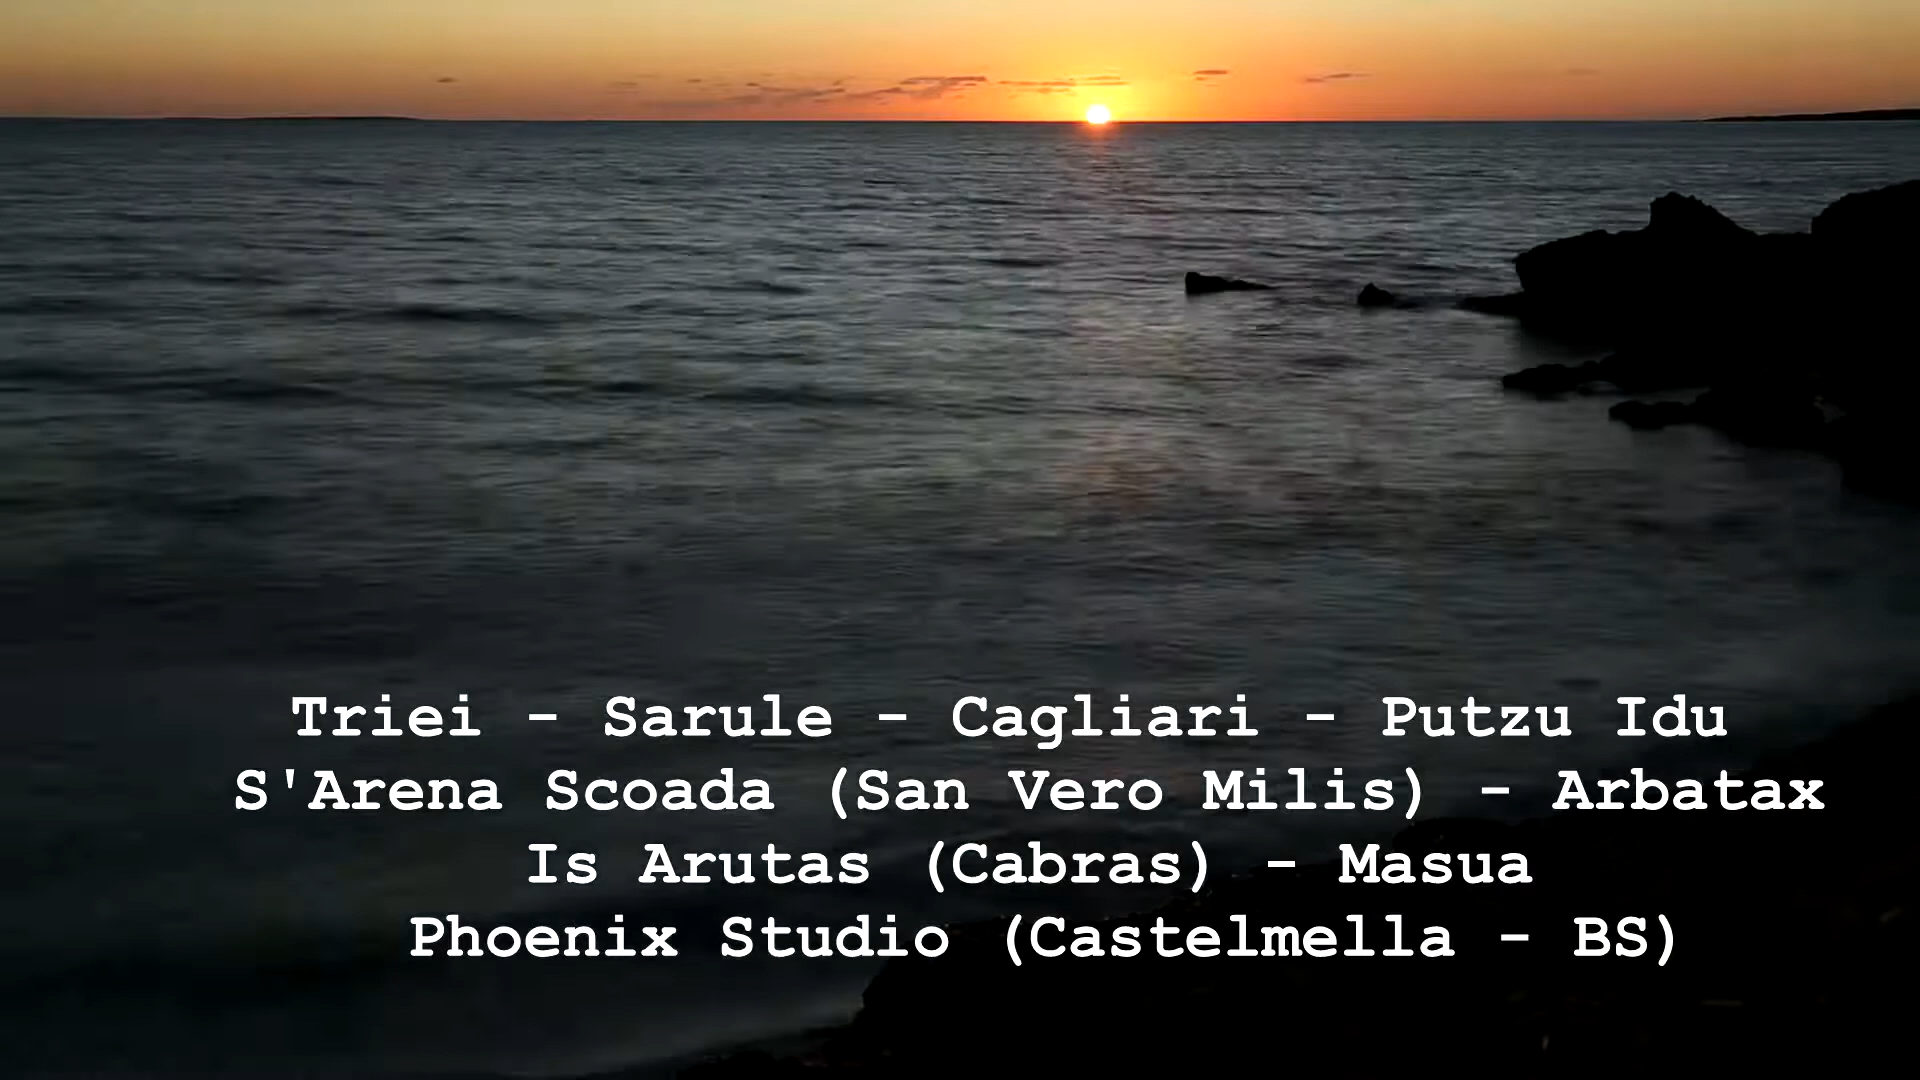 Triei - Sarule - Cagliari - Putzu Idu
S'Arena Scoada (San Vero Milis) - Arbatax
Is Arutas (Cabras) - Masua
Phoenix Studio (Castelmella - BS)